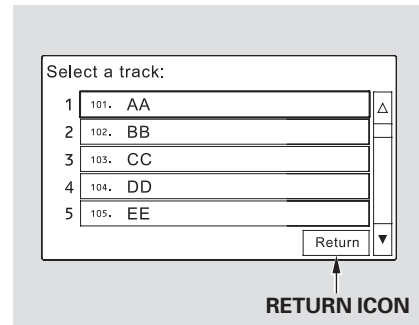 Select a track:
1 101. AA
2 102. BB
3 103. CC
4 104. DD
5 105. EE
Return
RETURN ICON